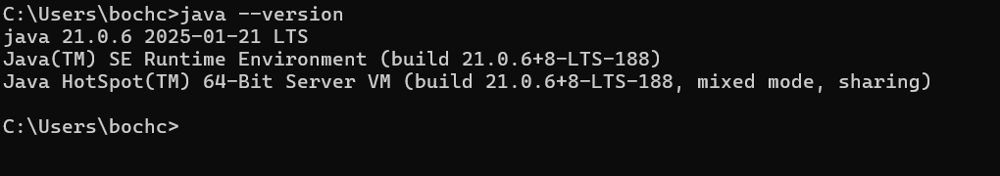 C:\Users\bochc>java --version
java 21.0.6 2025-01-21 LTS
Java(TM) SE Runtime Environment (build 21.0.6+8-LTS-188)
Java HotSpot(TM) 64-Bit Server VM (build 21.0.6+8-LTS-188, mixed mode, sharing)
C:\Users\bochc>